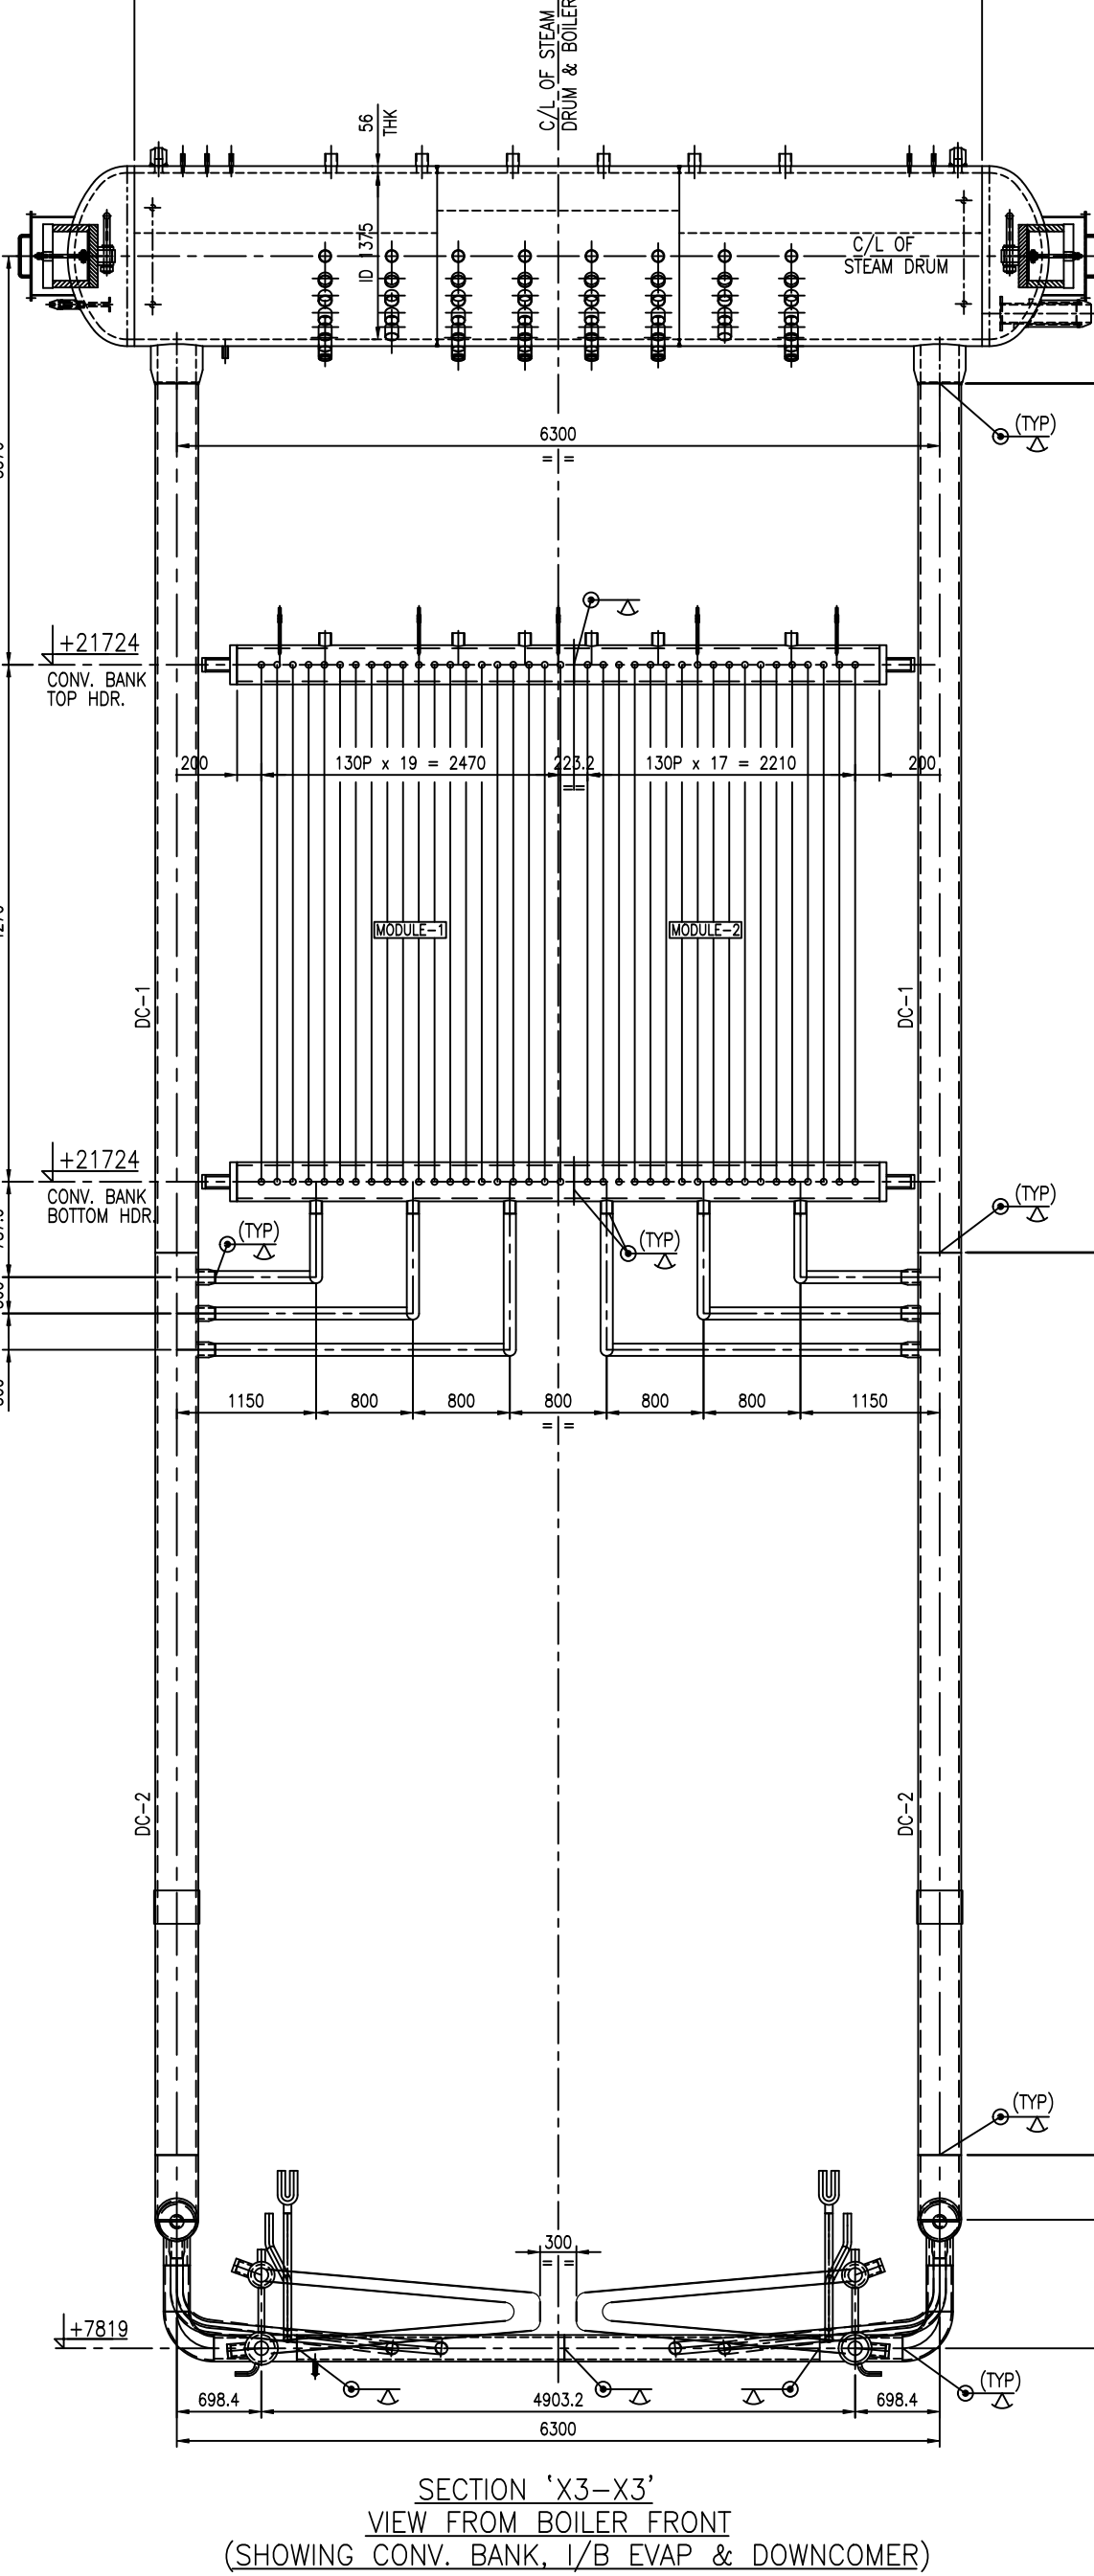 C/L OF STEAM
DRUM & BOILER
56
THK
ID 1375
C/L OF
STEAM DRUM
(TYP)
6300
= =
+21724
CONV. BANK
TOP HDR.
200
130P x 19 = 2470
223.2
130P x 17 = 2210
200
==
MODULE-1
MODULE-2
DC-1
DC-1
+21724
CONV. BANK
BOTTOM HDR.
(TYP)
(TYP)
(TYP)
1150
800
800
800
800
800
1150
= =
DC-2
DC-2
(TYP)
300
= =
+7819
(TYP)
698.4
4903.2
698.4
6300
SECTION 'X3-X3'
VIEW FROM BOILER FRONT
(SHOWING CONV. BANK, I/B EVAP & DOWNCOMER)